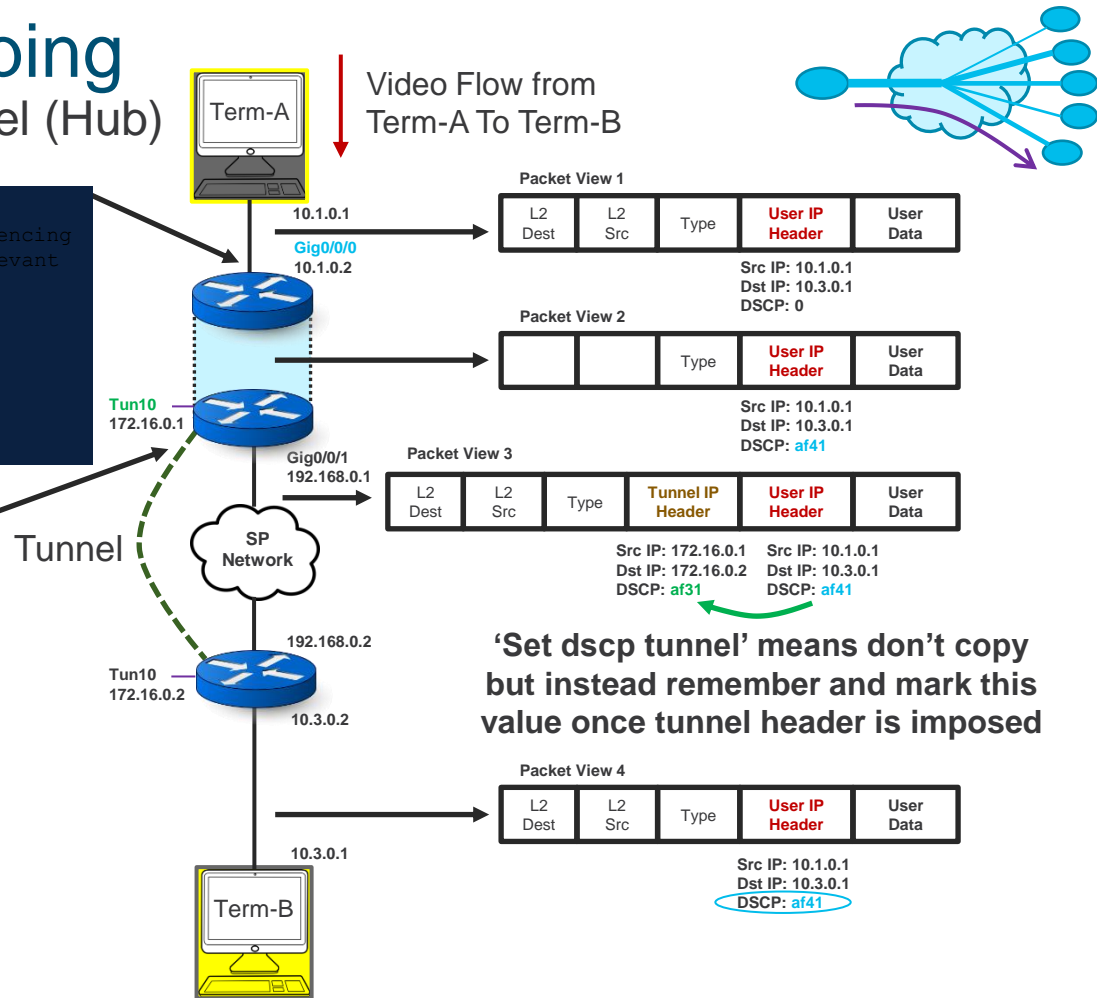 ping
el (Hub)
encing
evant
Term-A
Video Flow from
Term-A To Term-B
10.1.0.1
Gig0/0/0
10.1.0.2
Packet View 1
L2 Dest
L2 Src
Type
User IP Header
User Data
Src IP: 10.1.0.1
Dst IP: 10.3.0.1
DSCP: 0
Packet View 2
Type
User IP Header
User Data
Src IP: 10.1.0.1
Dst IP: 10.3.0.1
DSCP: af41
Tun10
172.16.0.1
Gig0/0/1
192.168.0.1
Packet View 3
L2 Dest
L2 Src
Type
Tunnel IP Header
User IP Header
User Data
Src IP: 172.16.0.1
Dst IP: 172.16.0.2
DSCP: af31
Src IP: 10.1.0.1
Dst IP: 10.3.0.1
DSCP: af41
Tunnel
SP
Network
192.168.0.2
Tun10
172.16.0.2
10.3.0.2
‘Set dscp tunnel’ means don’t copy
but instead remember and mark this
value once tunnel header is imposed
Packet View 4
L2 Dest
L2 Src
Type
User IP Header
User Data
10.3.0.1
Src IP: 10.1.0.1
Dst IP: 10.3.0.1
DSCP: af41
Term-B